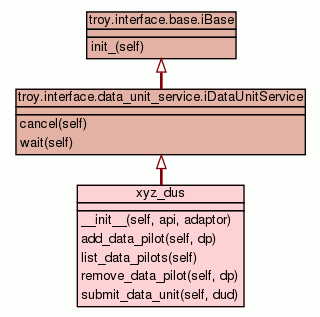 troy.interface.base.iBase
init_(self)
troy.interface.data_unit_service.iDataUnitService
cancel(self)
wait(self)
xyz_dus
__init__(self, api, adaptor)
add_data_pilot(self, dp)
list_data_pilots(self)
remove_data_pilot(self, dp)
submit_data_unit(self, dud)